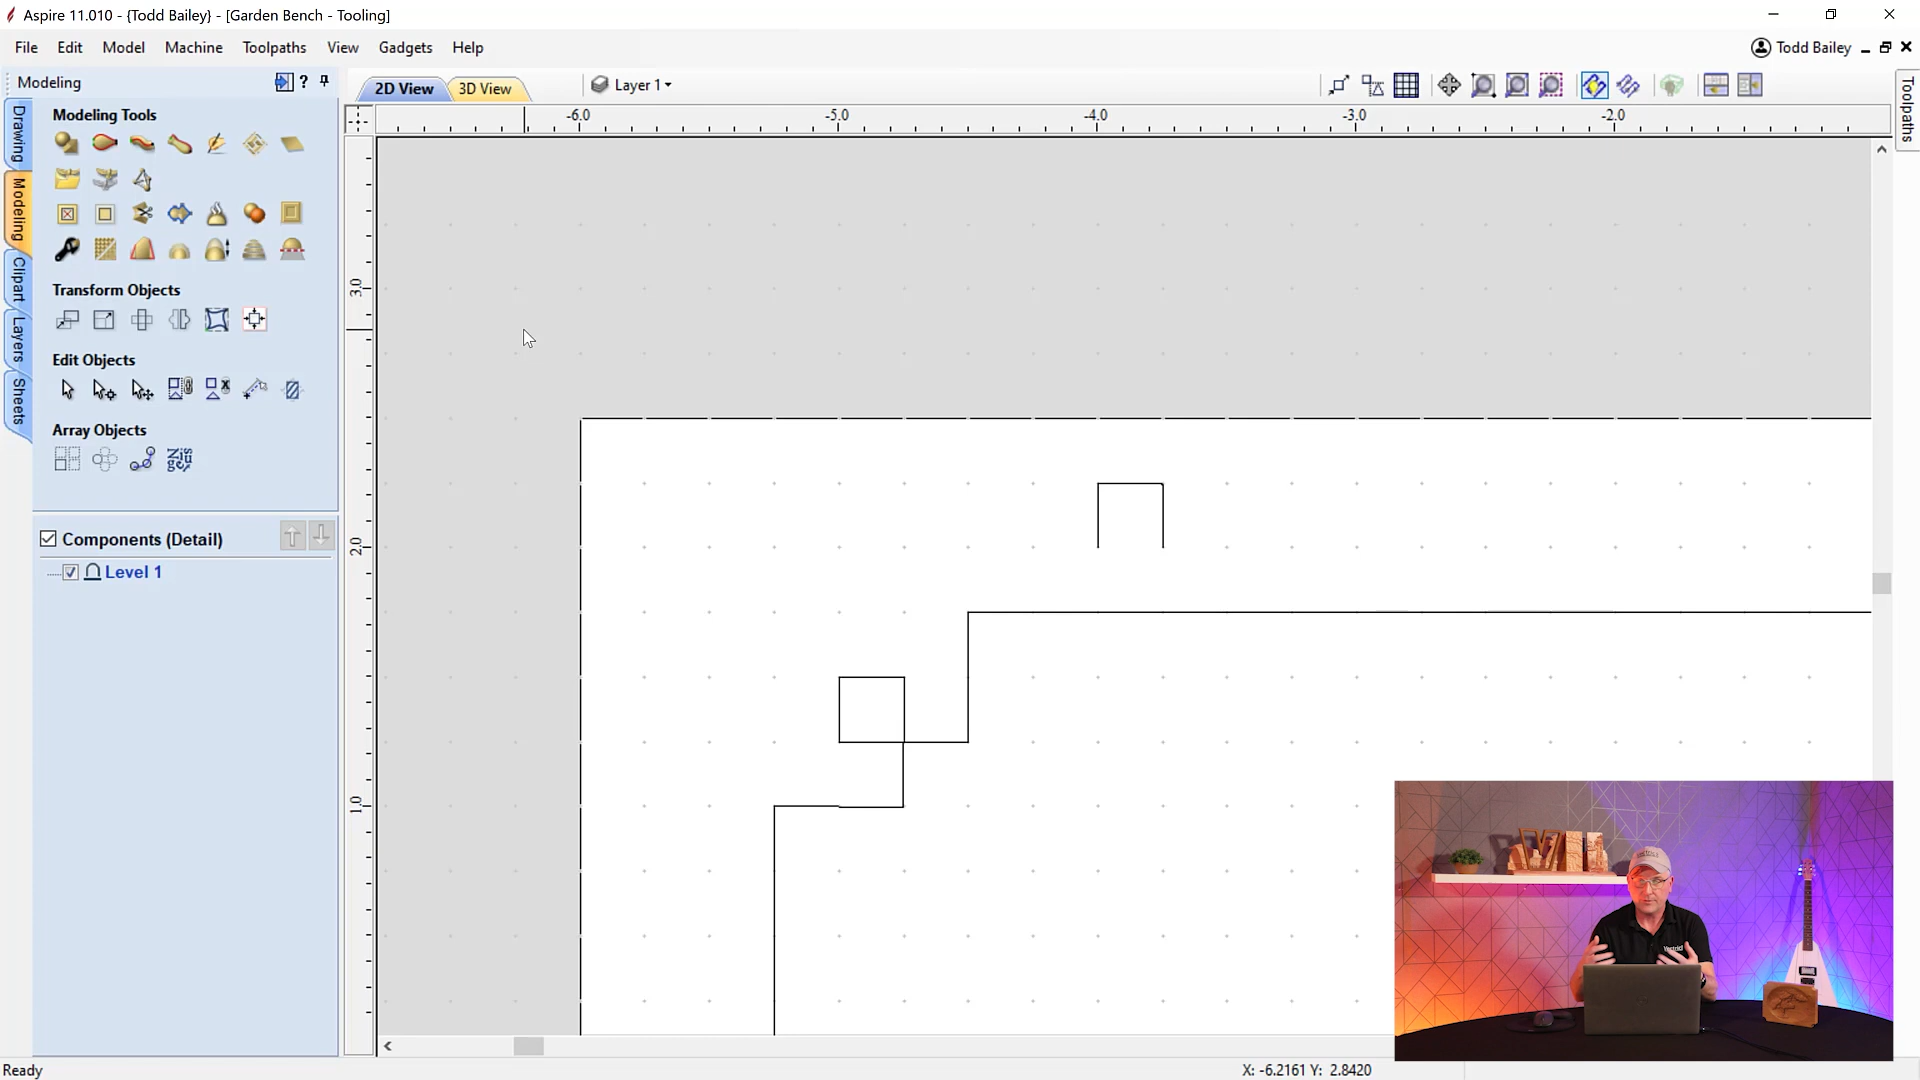 Aspire 11.010 - {Todd Bailey} - [Garden Bench - Tooling]
File Edit Model Machine Toolpaths View Gadgets Help
Todd Bailey
Modeling
?
2D View
3D View
Layer 1
Toolpaths
Drawing
Modeling
Clipart
Layers
Sheets
Modeling Tools
Transform Objects
Edit Objects
Array Objects
Components (Detail)
Level 1
-6.0 -5.0 -4.0 -3.0 -2.0
3.0
2.0
1.0
Vectric
Ready
X: -6.2161 Y: 2.8420